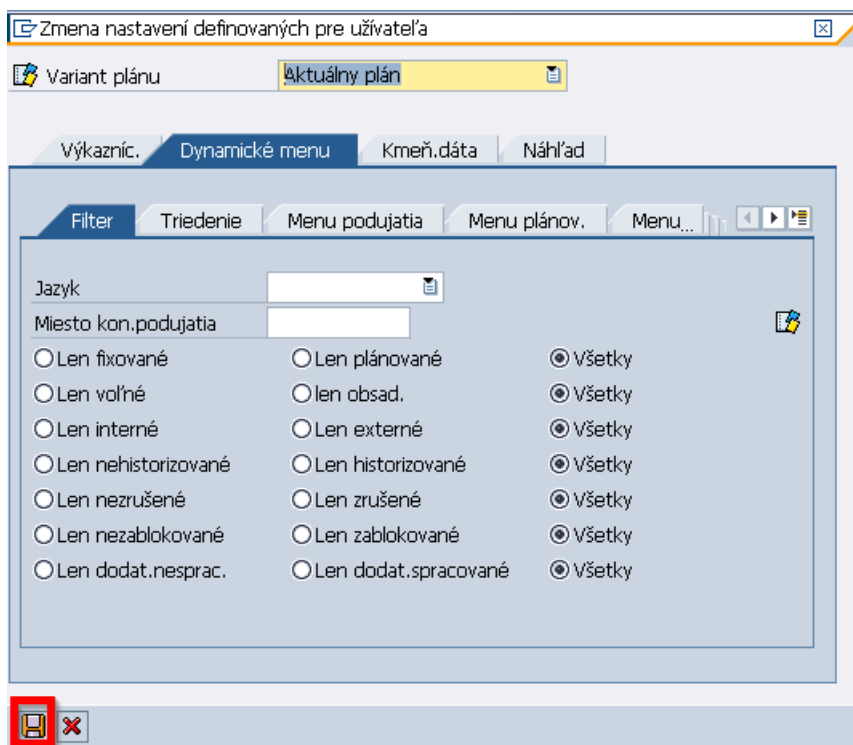 Zmena nastavení definovaných pre užívateľa
Variant plánu Aktuálny plán
Výkazníc. Dynamické menu Kmeň.dáta Náhľad
Filter Triedenie Menu podujatia Menu plánov. Menu...
Jazyk
Miesto kon.podujatia
Len fixované Len plánované Všetky
Len voľné len obsad. Všetky
Len interné Len externé Všetky
Len nehistorizované Len historizované Všetky
Len nezrušené Len zrušené Všetky
Len nezablokované Len zablokované Všetky
Len dodat.nesprac. Len dodat.spracované Všetky